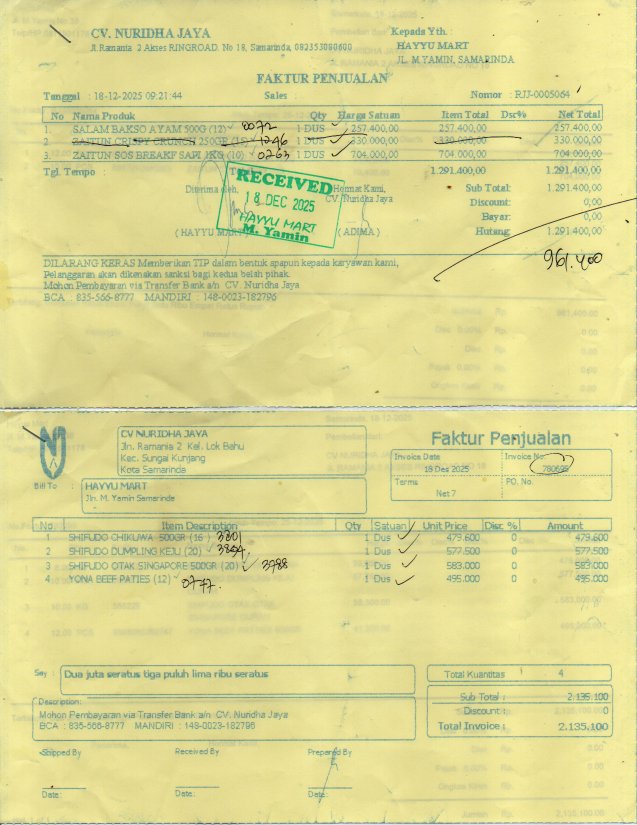 CV. NURIDHA JAYA
Jl. Ramania 2 Akses RINGROAD. No 18, Samarinda, 082353080600
Kepada Yth :
HAYYU MART
JL. M YAMIN, SAMARINDA
FAKTUR PENJUALAN
Tanggal : 18-12-2025 09:21:44 Sales : Nomor : RJJ-0005064
No Nama Produk Qty Harga Satuan Item Total Dsc% Net Total
1. SALAM BAKSO AYAM 500G (12) 0072 1 DUS 257.400,00 257.400,00 257.400,00
2. ZAITUN CRISPY CRUNCH 250GR 1246 1 DUS 330.000,00 330.000,00 330.000,00
3. ZAITUN SOS BREAKF SAPI 1KG (10) 0263 1 DUS 704.000,00 704.000,00 704.000,00
Tgl. Tempo : 1.291.400,00 1.291.400,00
Diterima oleh, Hormat Kami,
CV. Nuridha Jaya
RECEIVED
18 DEC 2025
HAYYU MART
M. Yamin
(HAYYU MART (ADIMA)
Sub Total: 1.291.400,00
Discount: 0,00
Bayar: 0,00
Hutang: 1.291.400,00
961.400
DILARANG KERAS Memberikan TIP dalam bentuk apapun kepada karyawan kami,
Pelanggaran akan dikenakan sanksi bagi kedua belah pihak.
Mohon Pembayaran via Transfer Bank a/n CV. Nuridha Jaya
BCA : 835-566-8777 MANDIRI : 148-0023-182796
CV NURIDHA JAYA
Jln. Ramania 2 Kel. Lok Bahu
Kec. Sungai Kunjang
Kota Samarinda
Faktur Penjualan
Invoice Date Invoice No.
18 Des 2025 780695
Terms PO. No.
Net 7
Bill To :
HAYYU MART
Jln. M. Yamin Samarinda
No. Item Description Qty Satuan Unit Price Disc. % Amount
1 SHIFUDO CHIKUWA 500GR (16 ) 3801 1 Dus 479.600 0 479.600
2 SHIFUDO DUMPLING KEJU (20) 3894 1 Dus 577.500 0 577.500
3 SHIFUDO OTAK SINGAPORE 500GR (20) 3788 1 Dus 583.000 0 583.000
4 YONA BEEF PATIES (12) 0777. 1 Dus 495.000 0 495.000
Say : Dua juta seratus tiga puluh lima ribu seratus
Total Kuantitas : 4
Sub Total : 2.135.100
Discount : 0
Total Invoice : 2.135.100
Description:
Mohon Pembayaran via Transfer Bank a/n CV. Nuridha Jaya
BCA : 835-566-8777 MANDIRI : 148-0023-182796
Shipped By Received By Prepared By
Date: Date: Date: